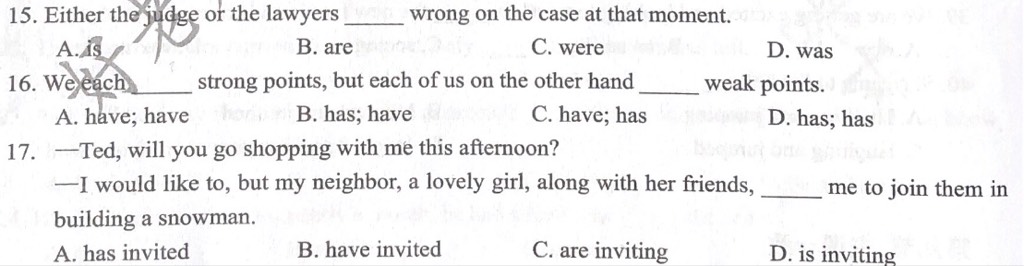 15. Either the judge or the lawyers ______ wrong on the case at that moment.
A. is B. are C. were D. was
16. We each ______ strong points, but each of us on the other hand ______ weak points.
A. have; have B. has; have C. have; has D. has; has
17. —Ted, will you go shopping with me this afternoon?
—I would like to, but my neighbor, a lovely girl, along with her friends, ______ me to join them in
building a snowman.
A. has invited B. have invited C. are inviting D. is inviting